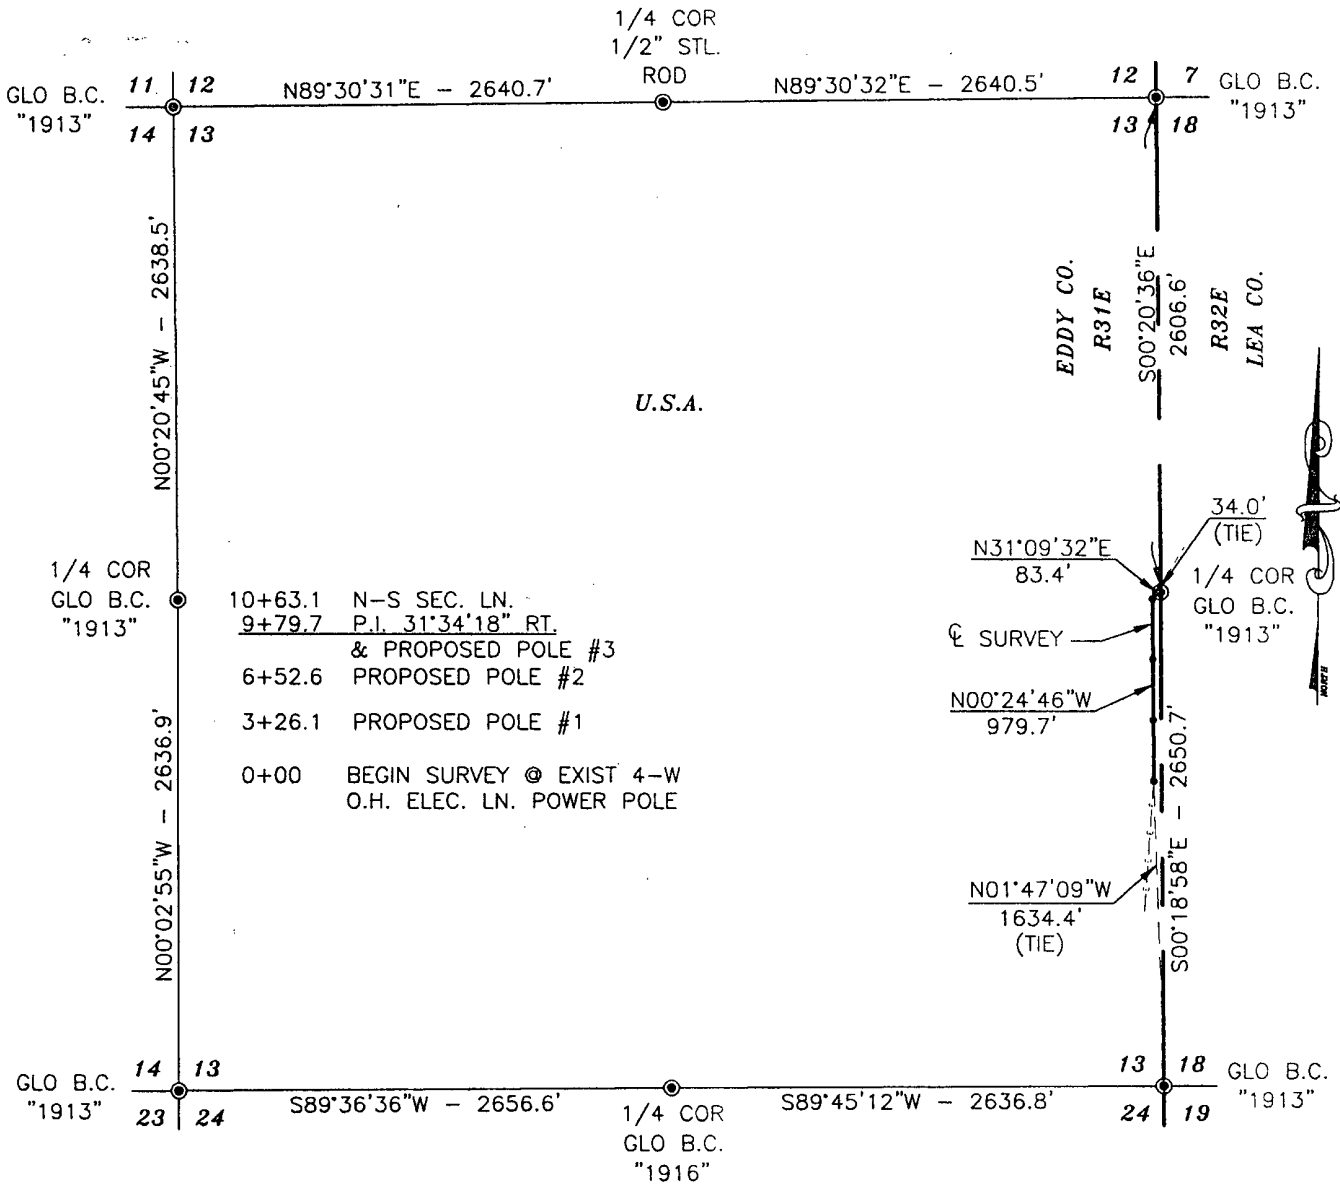 1/4 COR
1/2" STL.
ROD
GLO B.C.
"1913"
11 12
14 13
N89°30'31"E - 2640.7'
N89°30'32"E - 2640.5'
12 7
13 18
GLO B.C.
"1913"
N00°20'45"W - 2638.5'
EDDY CO.
R31E
S00°20'36"E
2606.6'
R32E
LEA CO.
U.S.A.
34.0'
(TIE)
N31°09'32"E
83.4'
1/4 COR
GLO B.C.
"1913"
1/4 COR
GLO B.C.
"1913"
10+63.1 N-S SEC. LN.
9+79.7 P.I. 31°34'18" RT.
& PROPOSED POLE #3
6+52.6 PROPOSED POLE #2
3+26.1 PROPOSED POLE #1
0+00 BEGIN SURVEY @ EXIST 4-W
O.H. ELEC. LN. POWER POLE
℄ SURVEY
N00°24'46"W
979.7'
NORTH
N00°02'55"W - 2636.9'
S00°18'58"E - 2650.7'
N01°47'09"W
1634.4'
(TIE)
GLO B.C.
"1913"
14 13
23 24
S89°36'36"W - 2656.6'
1/4 COR
GLO B.C.
"1916"
S89°45'12"W - 2636.8'
13 18
24 19
GLO B.C.
"1913"